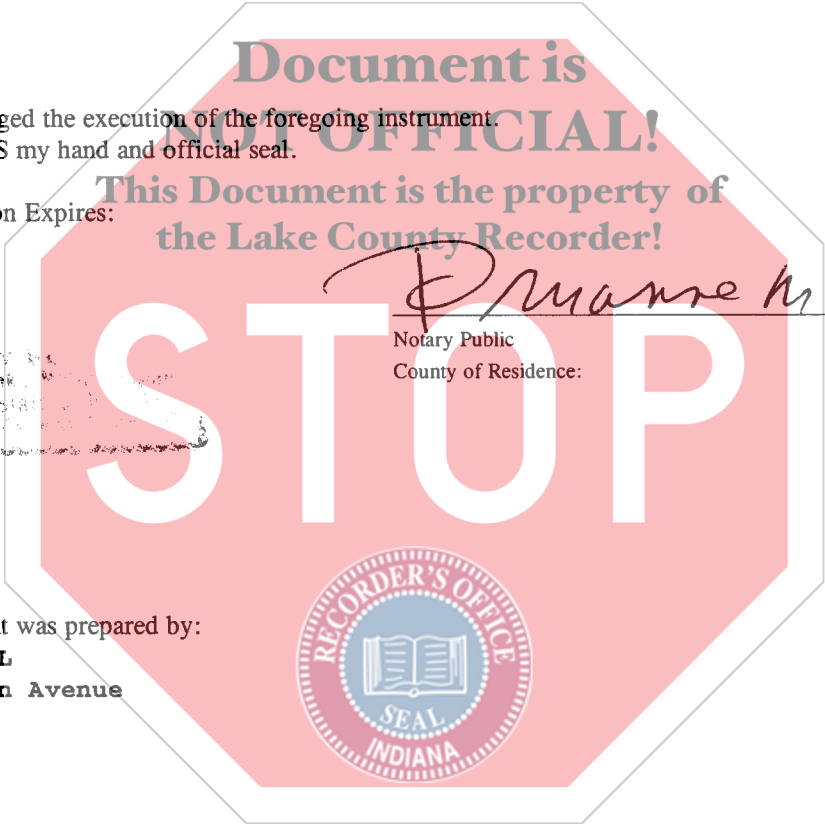 Document is
ged the execution of the foregoing instrument.
NOT OFFICIAL!
S my hand and official seal.
This Document is the property of
on Expires:
the Lake County Recorder!
Notary Public
County of Residence:
STOP
RECORDER'S OFFICE
SEAL
INDIANA
t was prepared by:
L
n Avenue